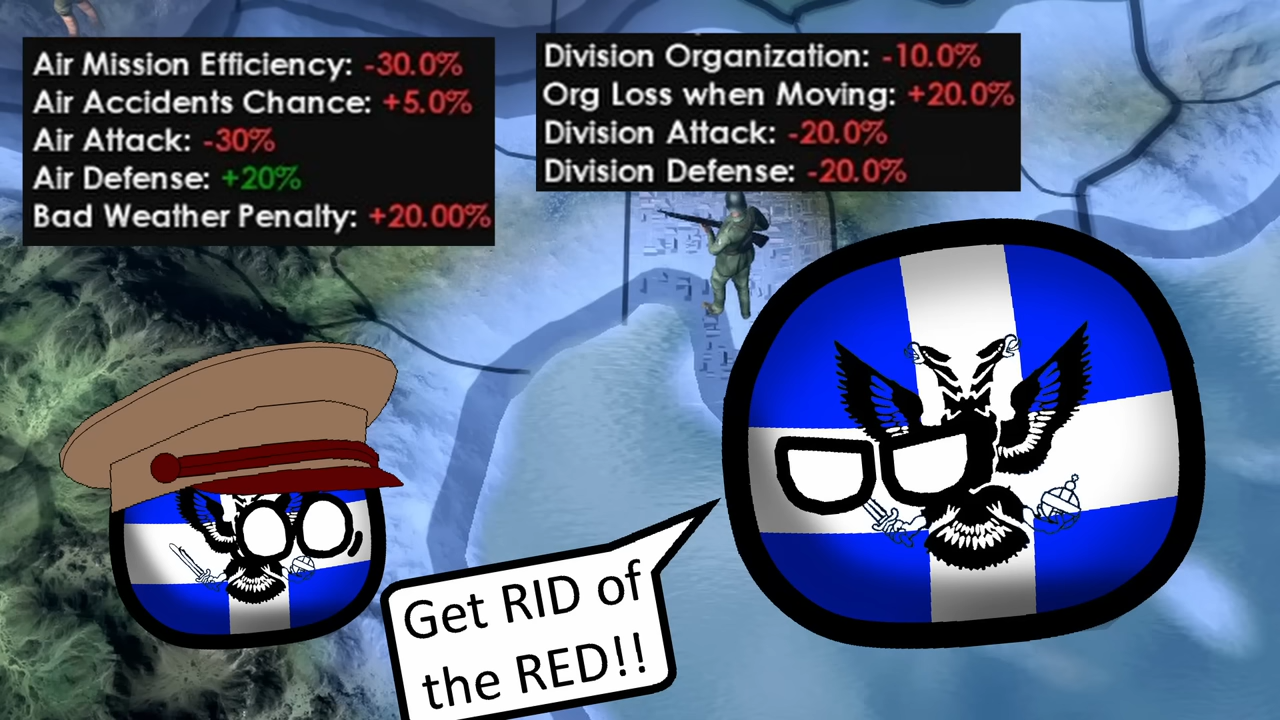 Air Mission Efficiency: -30.0%
Air Accidents Chance: +5.0%
Air Attack: -30%
Air Defense: +20%
Bad Weather Penalty: +20.00%
Division Organization: -10.0%
Org Loss when Moving: +20.0%
Division Attack: -20.0%
Division Defense: -20.0%
Get RID of
the RED!!